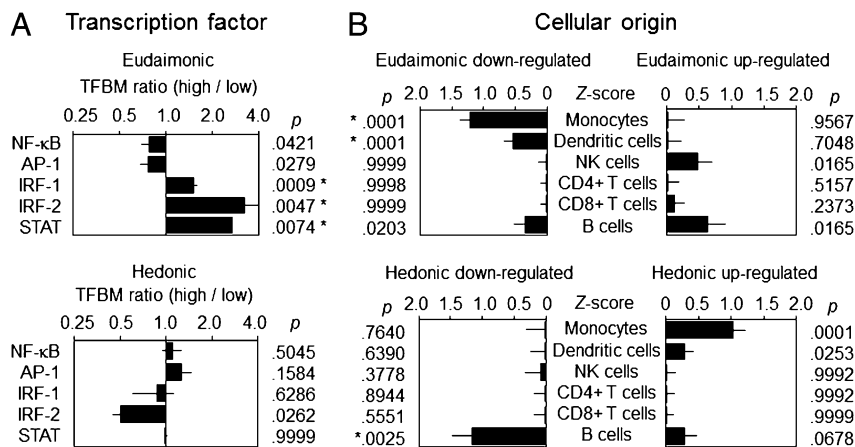 A Transcription factor
Eudaimonic
TFBM ratio (high / low)
0.25 0.5 1.0 2.0 4.0 p
NF-κB .0421
AP-1 .0279
IRF-1 .0009 *
IRF-2 .0047 *
STAT .0074 *
Hedonic
TFBM ratio (high / low)
0.25 0.5 1.0 2.0 4.0 p
NF-κB .5045
AP-1 .1584
IRF-1 .6286
IRF-2 .0262
STAT .9999
B Cellular origin
Eudaimonic down-regulated Eudaimonic up-regulated
p 2.0 1.5 1.0 0.5 0 Z-score 0 0.5 1.0 1.5 2.0 p
* .0001 Monocytes .9567
* .0001 Dendritic cells .7048
.9999 NK cells .0165
.9998 CD4+ T cells .5157
.9999 CD8+ T cells .2373
.0203 B cells .0165
Hedonic down-regulated Hedonic up-regulated
p 2.0 1.5 1.0 0.5 0 Z-score 0 0.5 1.0 1.5 2.0 p
.7640 Monocytes .0001
.6390 Dendritic cells .0253
.3778 NK cells .9992
.8944 CD4+ T cells .9992
.5551 CD8+ T cells .9999
* .0025 B cells .0678